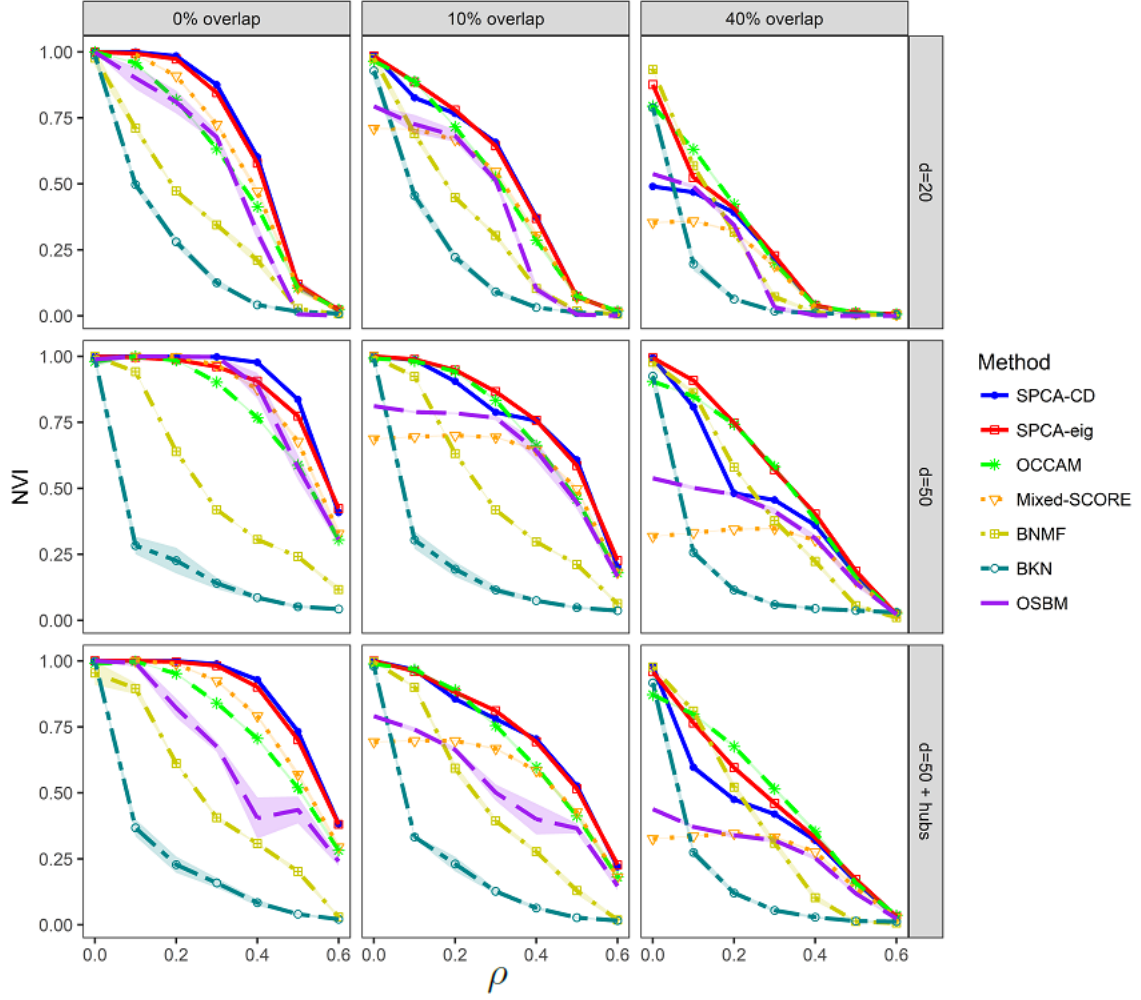 0% overlap 10% overlap 40% overlap
1.00
0.75
0.50
0.25
0.00
d=20
1.00
0.75
0.50
0.25
0.00
d=50
1.00
0.75
0.50
0.25
0.00
d=50 + hubs
NVI
0.0 0.2 0.4 0.6 0.0 0.2 0.4 0.6 0.0 0.2 0.4 0.6
ρ
Method
SPCA-CD
SPCA-eig
OCCAM
Mixed-SCORE
BNMF
BKN
OSBM